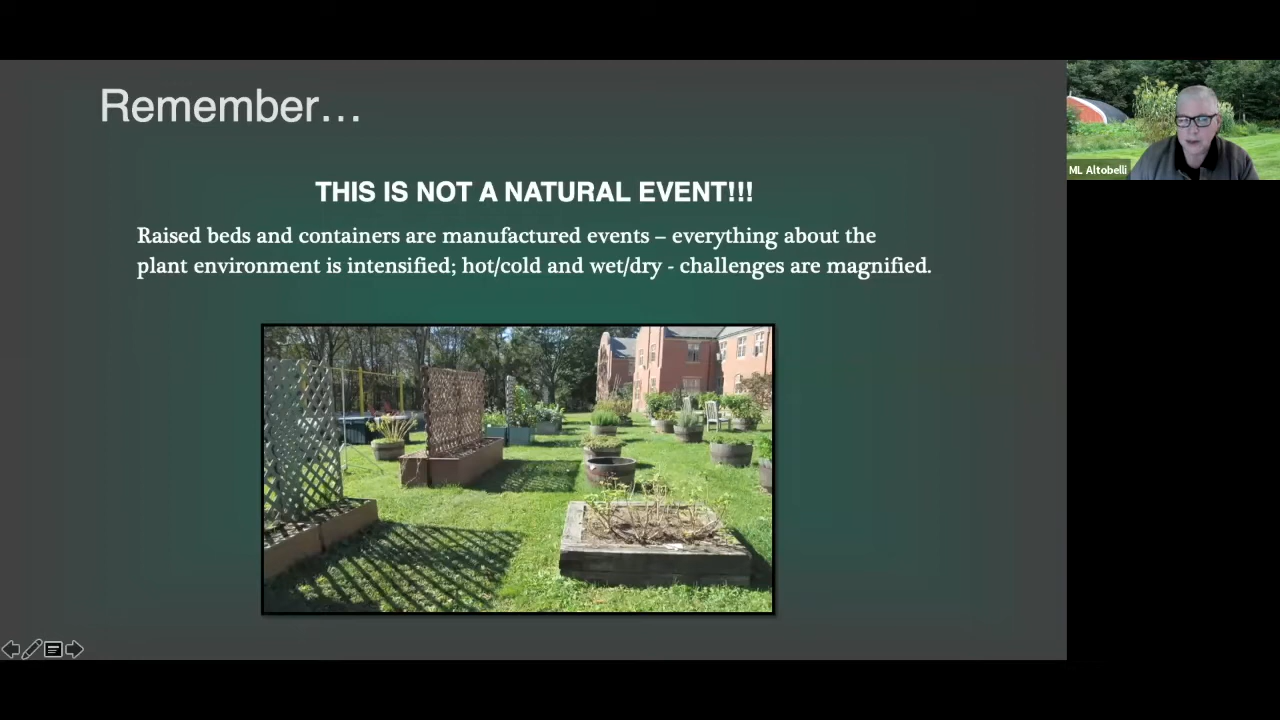 Remember…
THIS IS NOT A NATURAL EVENT!!!
Raised beds and containers are manufactured events – everything about the
plant environment is intensified; hot/cold and wet/dry - challenges are magnified.
ML Altobelli